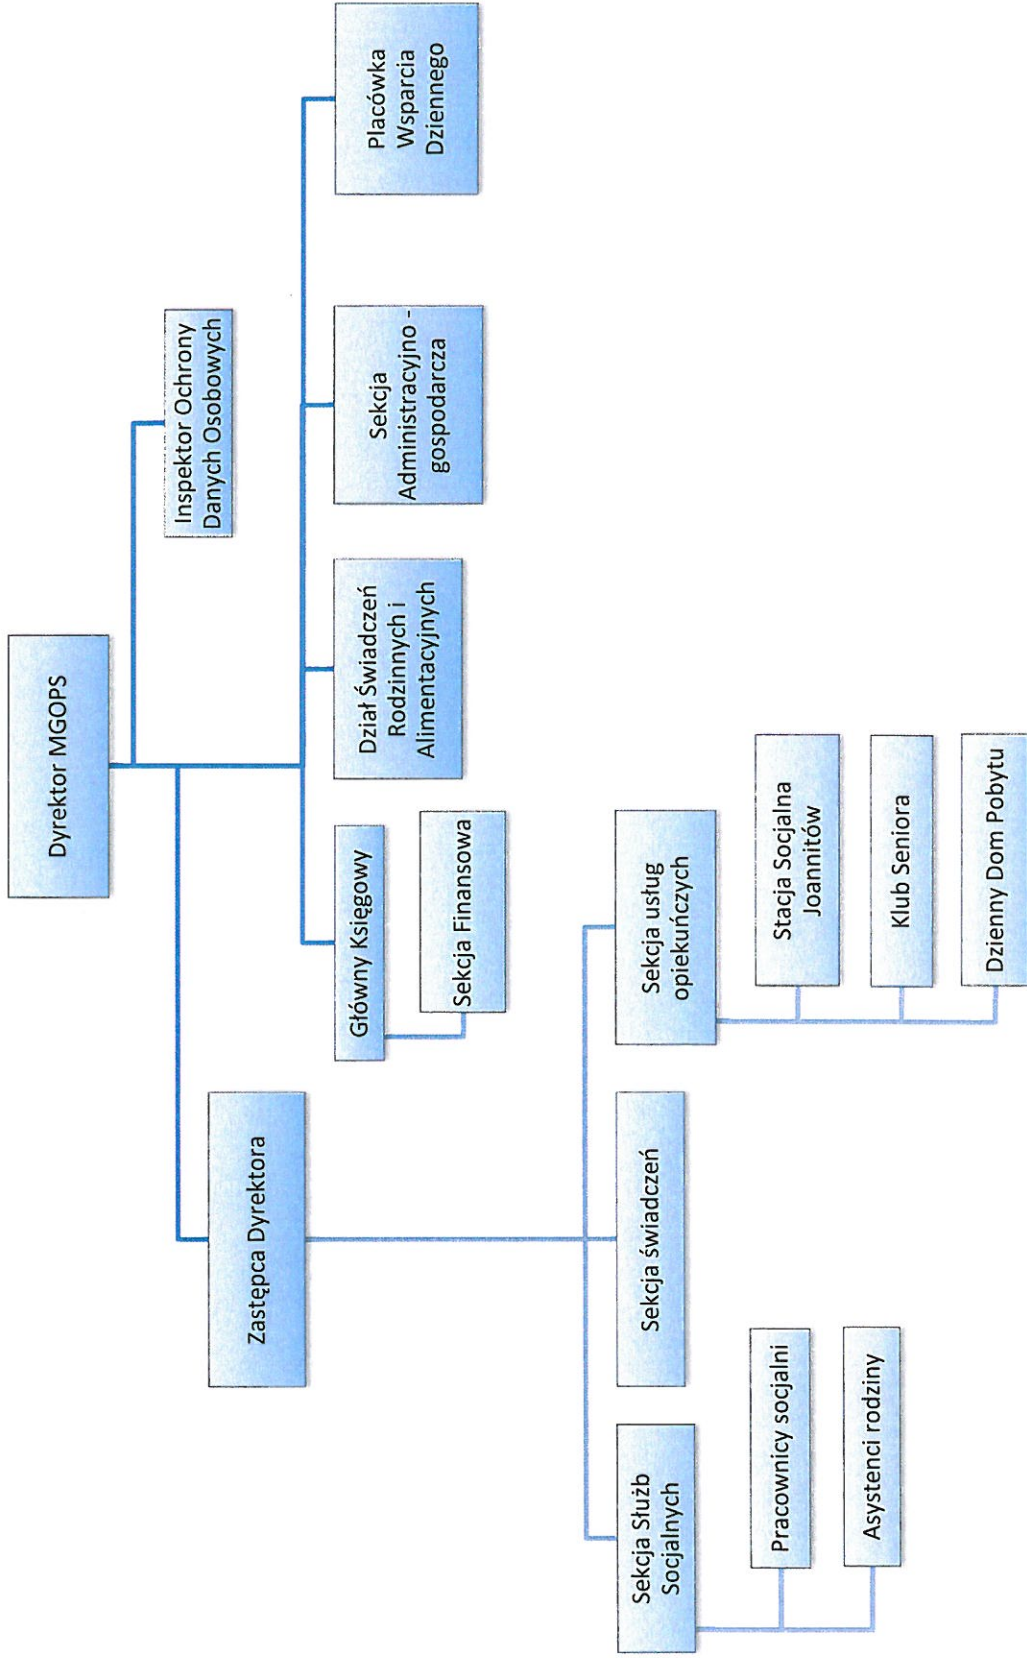 Dyrektor MGOPS
Inspektor Ochrony
Danych Osobowych
Zastępca Dyrektora
Główny Księgowy
Sekcja Finansowa
Dział Świadczeń
Rodzinnych i
Alimentacyjnych
Sekcja
Administracyjno -
gospodarcza
Placówka
Wsparcia
Dziennego
Sekcja Służb
Socjalnych
Pracownicy socjalni
Asystenci rodziny
Sekcja świadczeń
Sekcja usług
opiekuńczych
Stacja Socjalna
Joannitów
Klub Seniora
Dzienny Dom Pobytu